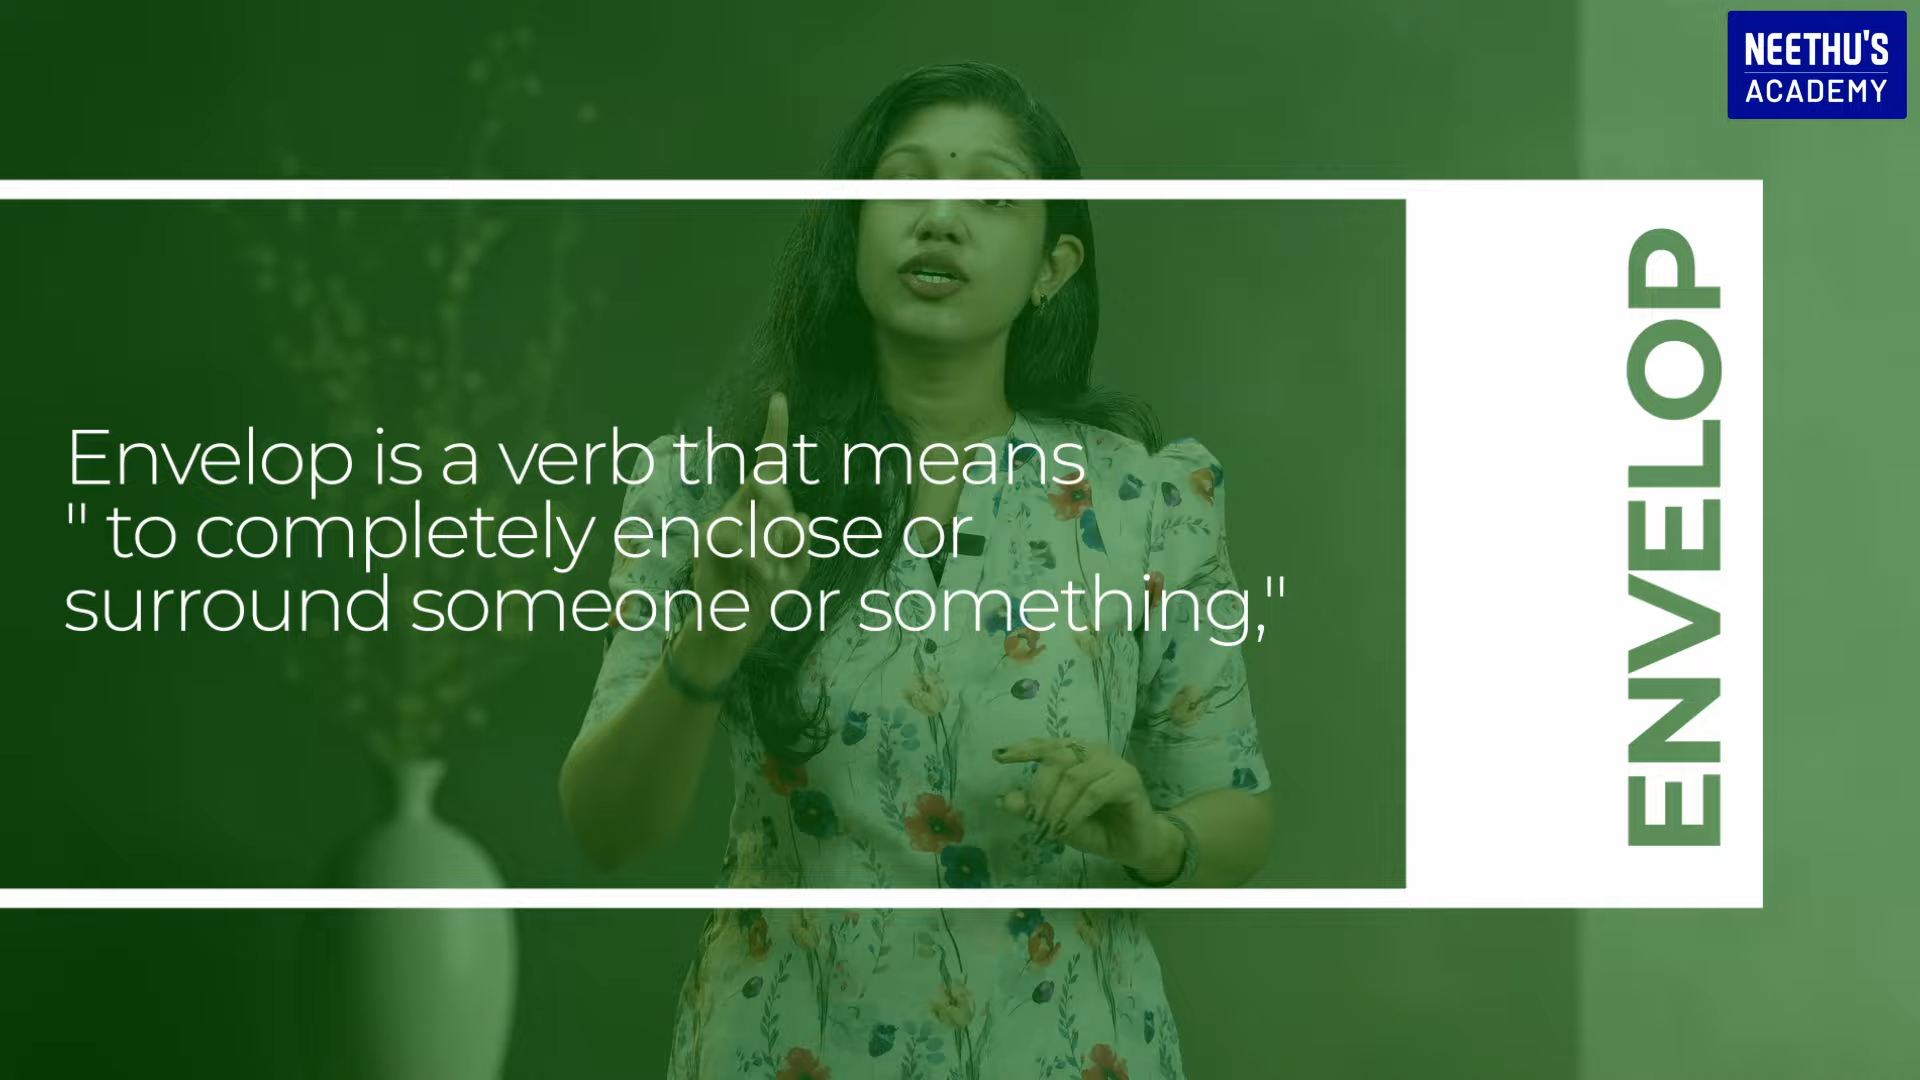 NEETHU'S
ACADEMY
Envelop is a verb that means
" to completely enclose or
surround someone or something,"
ENVELOP